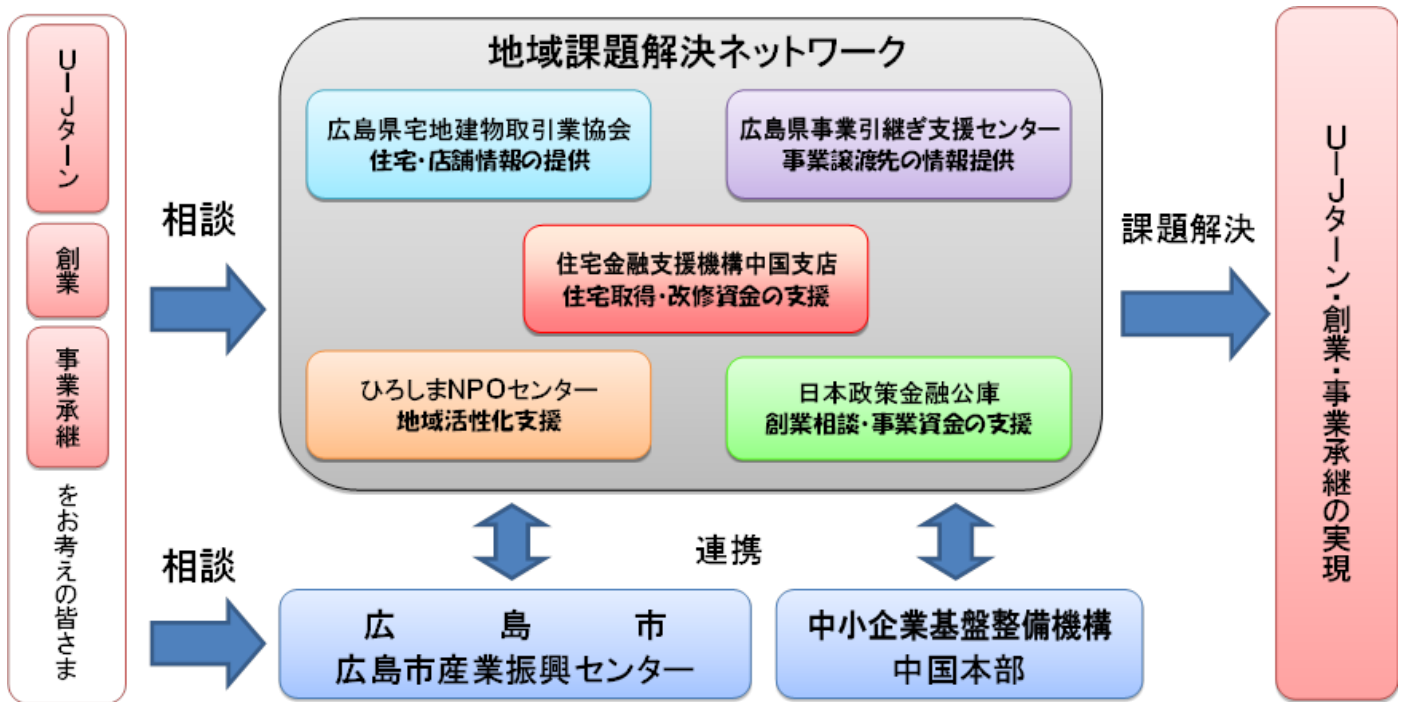 UIJターン
創業
事業承継
をお考えの皆さま
相談
相談
地域課題解決ネットワーク
広島県宅地建物取引業協会
住宅・店舗情報の提供
広島県事業引継ぎ支援センター
事業譲渡先の情報提供
住宅金融支援機構中国支店
住宅取得・改修資金の支援
ひろしまNPOセンター
地域活性化支援
日本政策金融公庫
創業相談・事業資金の支援
連携
広島市
広島市産業振興センター
中小企業基盤整備機構
中国本部
課題解決
UIJターン・創業・事業承継の実現